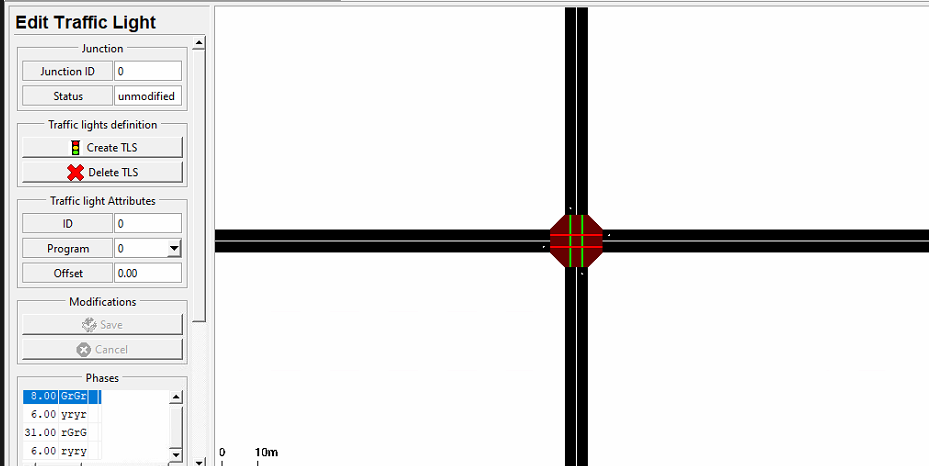 Edit Traffic Light
Junction
Junction ID 0
Status unmodified
Traffic lights definition
Create TLS
Delete TLS
Traffic light Attributes
ID 0
Program 0
Offset 0.00
Modifications
Save
Cancel
Phases
8.00 GrGr
6.00 yryr
31.00 rGrG
6.00 ryry
0 10m